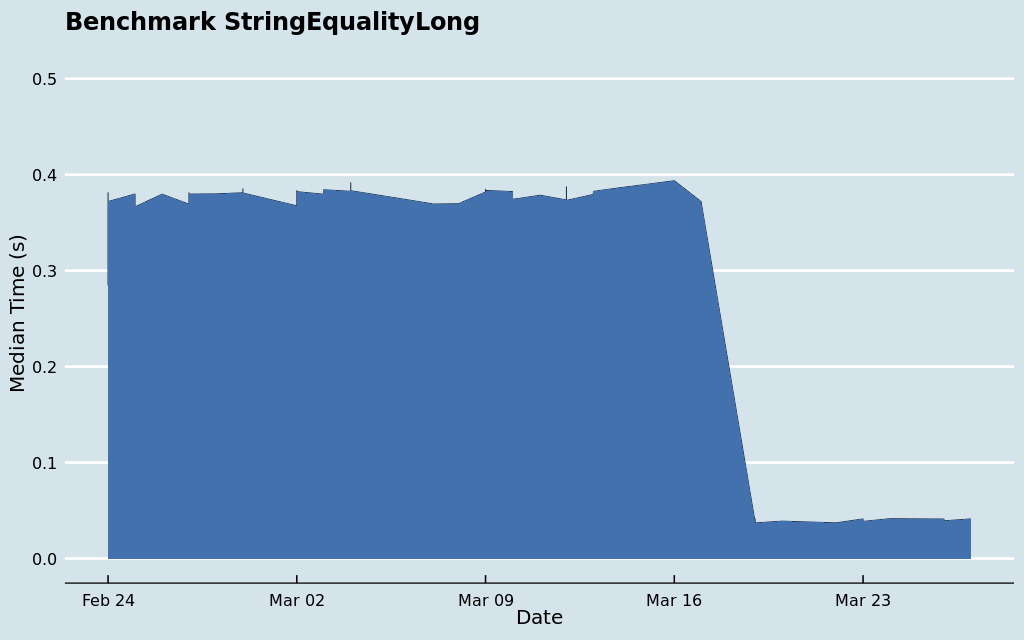 Benchmark StringEqualityLong
0.5
0.4
0.3
0.2
0.1
0.0
Median Time (s)
Feb 24 Mar 02 Mar 09 Mar 16 Mar 23
Date